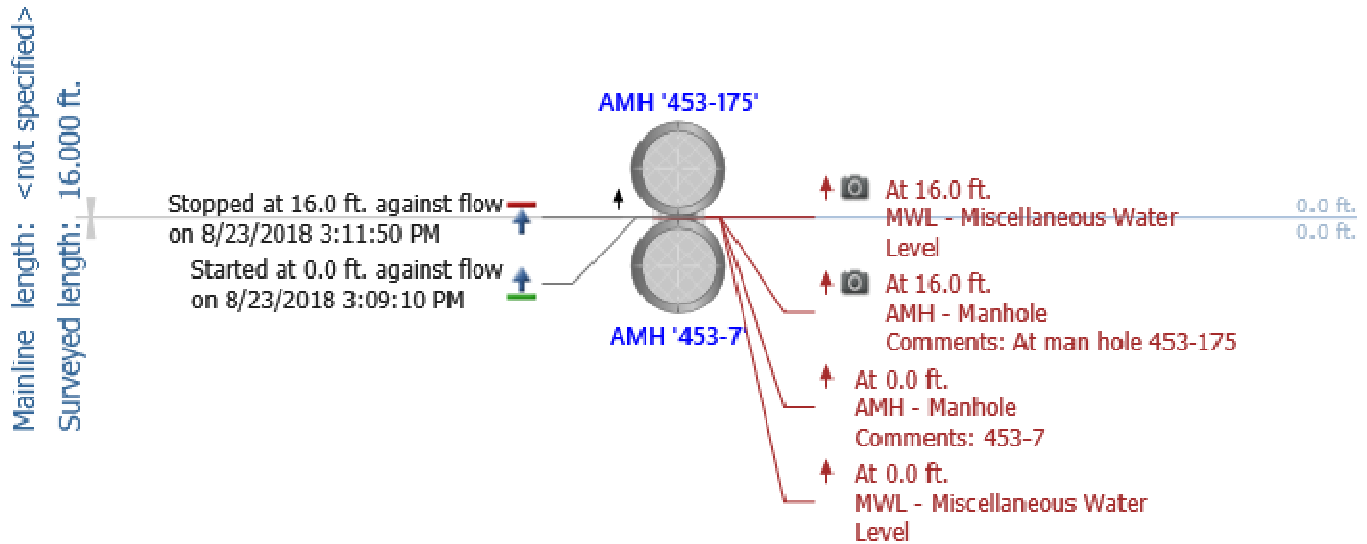 Mainline length: <not specified>
Surveyed length: 16.000 ft.
AMH '453-175'
Stopped at 16.0 ft. against flow
on 8/23/2018 3:11:50 PM
Started at 0.0 ft. against flow
on 8/23/2018 3:09:10 PM
AMH '453-7'
At 16.0 ft.
MWL - Miscellaneous Water
Level
0.0 ft.
0.0 ft.
At 16.0 ft.
AMH - Manhole
Comments: At man hole 453-175
At 0.0 ft.
AMH - Manhole
Comments: 453-7
At 0.0 ft.
MWL - Miscellaneous Water
Level